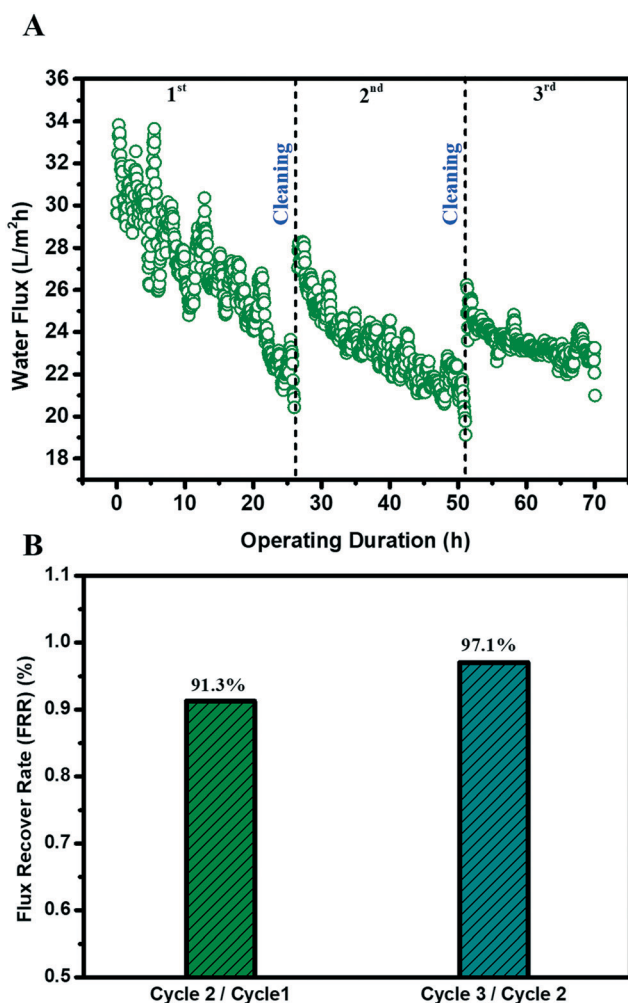 A
1st 2nd 3rd
36
34
32
30
28
26
24
22
20
18
Water Flux (L/m2h)
Cleaning
Cleaning
0 10 20 30 40 50 60 70
Operating Duration (h)
B
1.1
1.0
0.9
0.8
0.7
0.6
0.5
Flux Recover Rate (FRR) (%)
91.3%
97.1%
Cycle 2 / Cycle1 Cycle 3 / Cycle 2